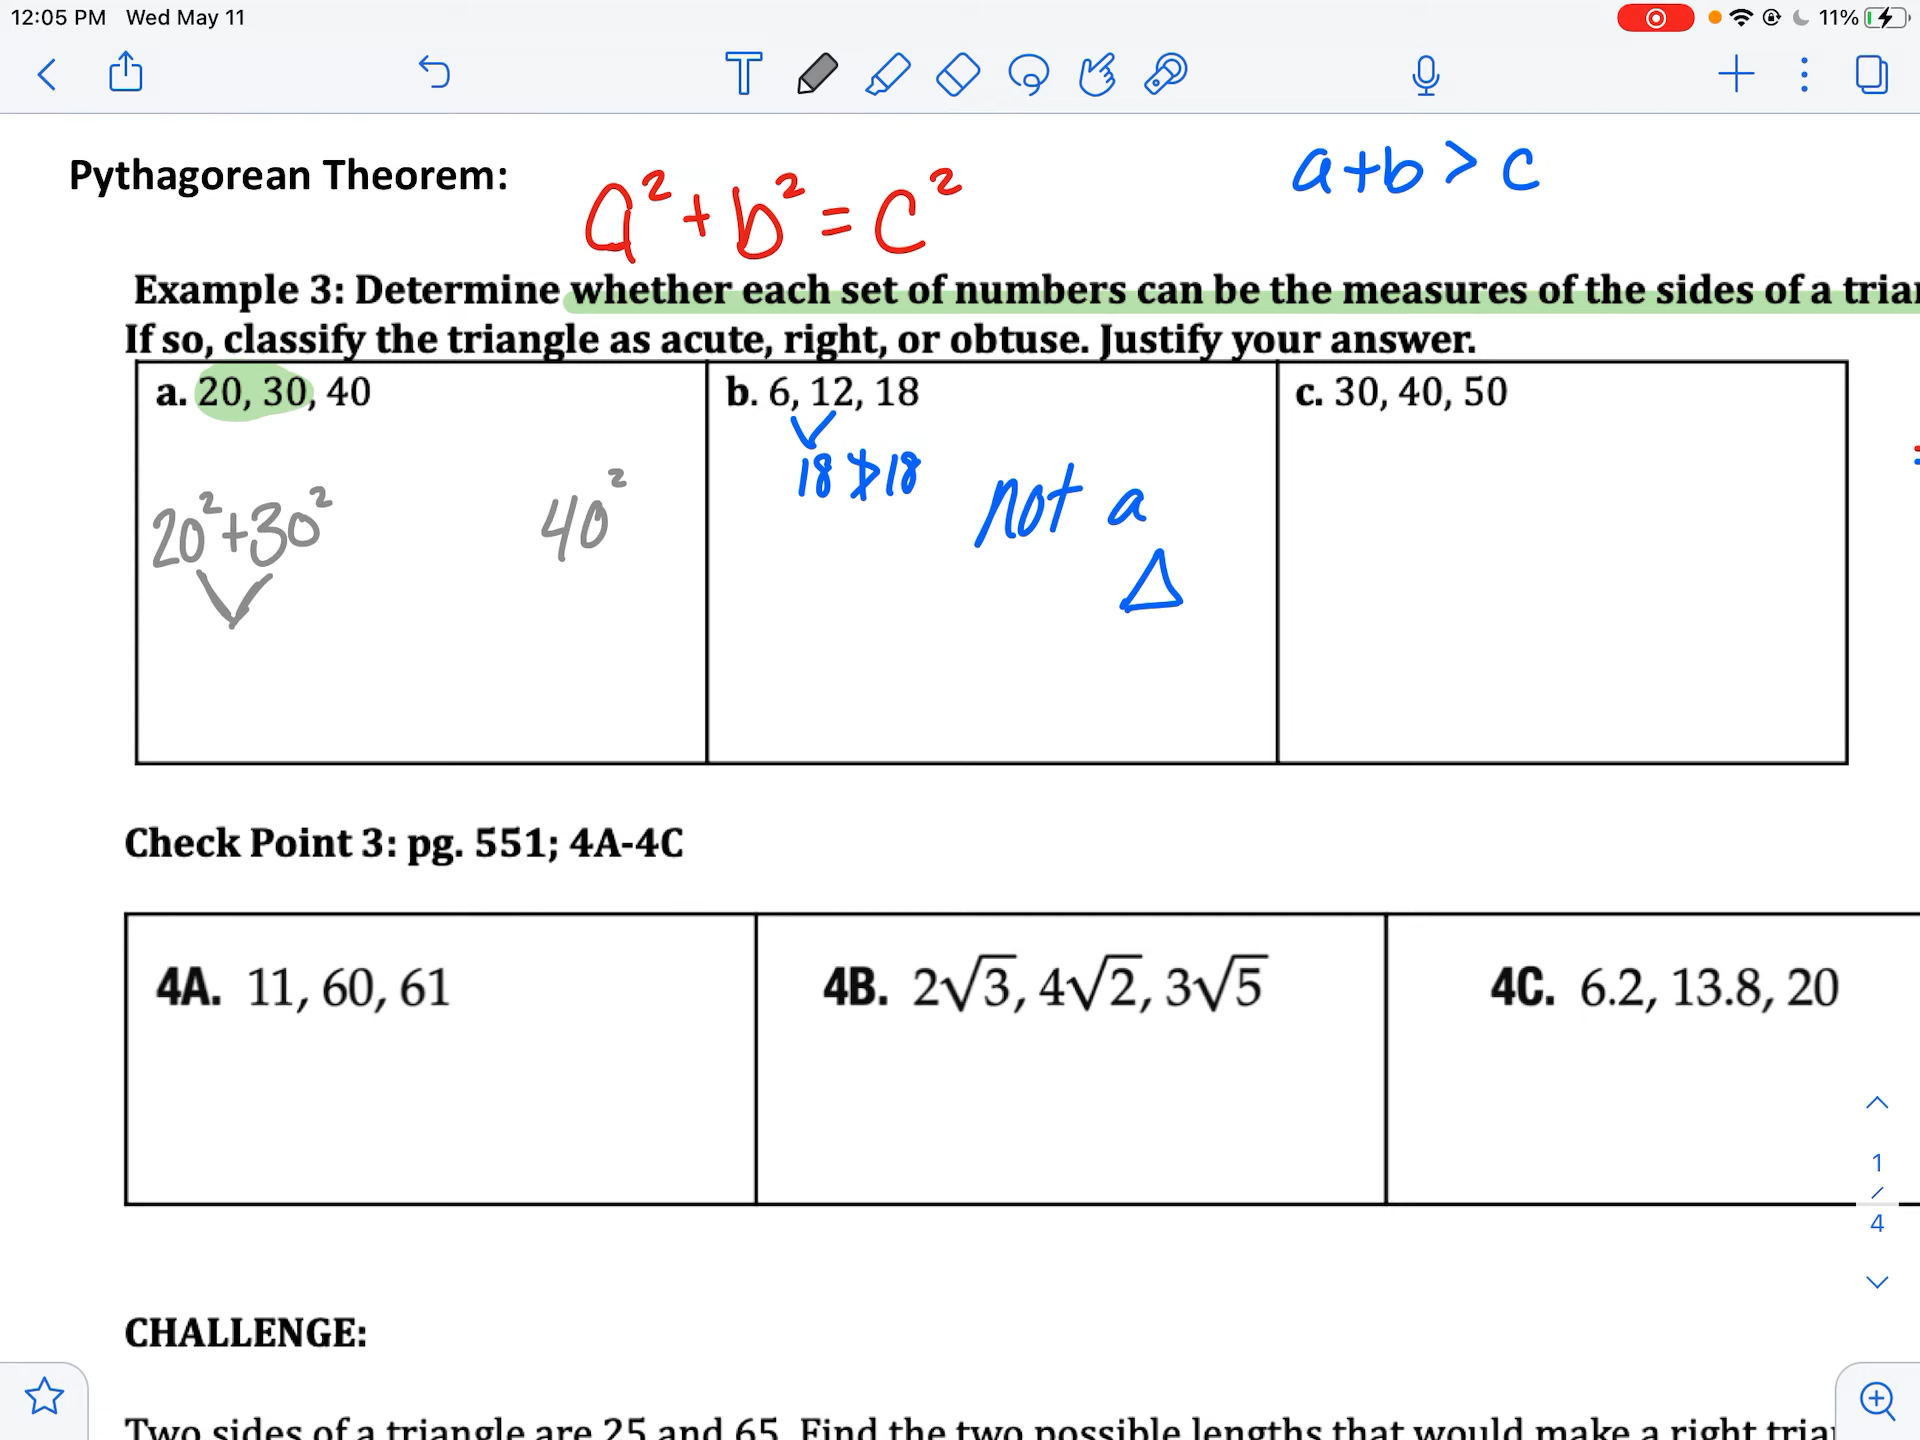 12:05 PM Wed May 11
11%
Pythagorean Theorem:
a² + b² = c²
a+b > c
Example 3: Determine whether each set of numbers can be the measures of the sides of a
If so, classify the triangle as acute, right, or obtuse. Justify your answer.
a. 20, 30, 40
20²+30² 40²
b. 6, 12, 18
18 ≯ 18
not a
△
c. 30, 40, 50
Check Point 3: pg. 551; 4A-4C
4A. 11, 60, 61
4B. 2√3, 4√2, 3√5
4C. 6.2, 13.8, 20
1
/
4
CHALLENGE:
Two sides of a triangle are 25 and 65. Find the two possible lengths that would make a right